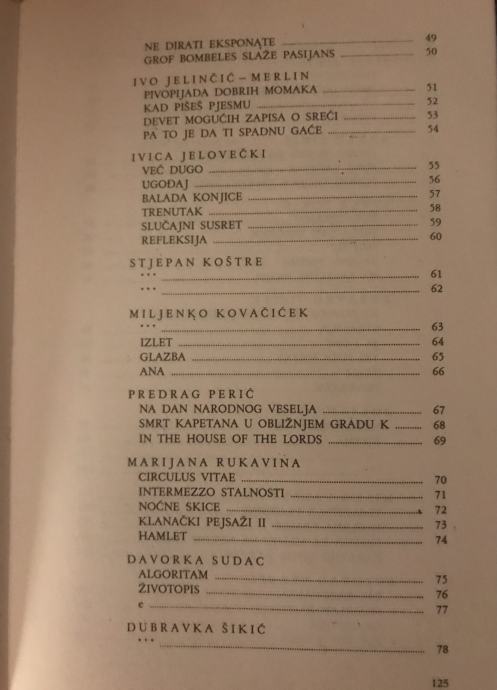 NE DIRATI EKSPONATE ........ 49
GROF BOMBELES SLAŽE PASIJANS ........ 50
IVO JELINČIĆ – MERLIN
PIVOPIJADA DOBRIH MOMAKA ........ 51
KAD PIŠEŠ PJESMU ........ 52
DEVET MOGUĆIH ZAPISA O SREĆI ........ 53
PA TO JE DA TI SPADNU GAĆE ........ 54
IVICA JELOVEČKI
VEĆ DUGO ........ 55
UGOĐAJ ........ 56
BALADA KONJICE ........ 57
TRENUTAK ........ 58
SLUČAJNI SUSRET ........ 59
REFLEKSIJA ........ 60
STJEPAN KOŠTRE
*** ........ 61
*** ........ 62
MILJENKO KOVAČIĆEK
*** ........ 63
IZLET ........ 64
GLAZBA ........ 65
ANA ........ 66
PREDRAG PERIĆ
NA DAN NARODNOG VESELJA ........ 67
SMRT KAPETANA U OBLIŽNJEM GRADU K ........ 68
IN THE HOUSE OF THE LORDS ........ 69
MARIJANA RUKAVINA
CIRCULUS VITAE ........ 70
INTERMEZZO STALNOSTI ........ 71
NOĆNE SKICE ........ 72
KLANAČKI PEJSAŽI II ........ 73
HAMLET ........ 74
DAVORKA SUDAC
ALGORITAM ........ 75
ŽIVOTOPIS ........ 76
e ........ 77
DUBRAVKA ŠIKIĆ
*** ........ 78
125